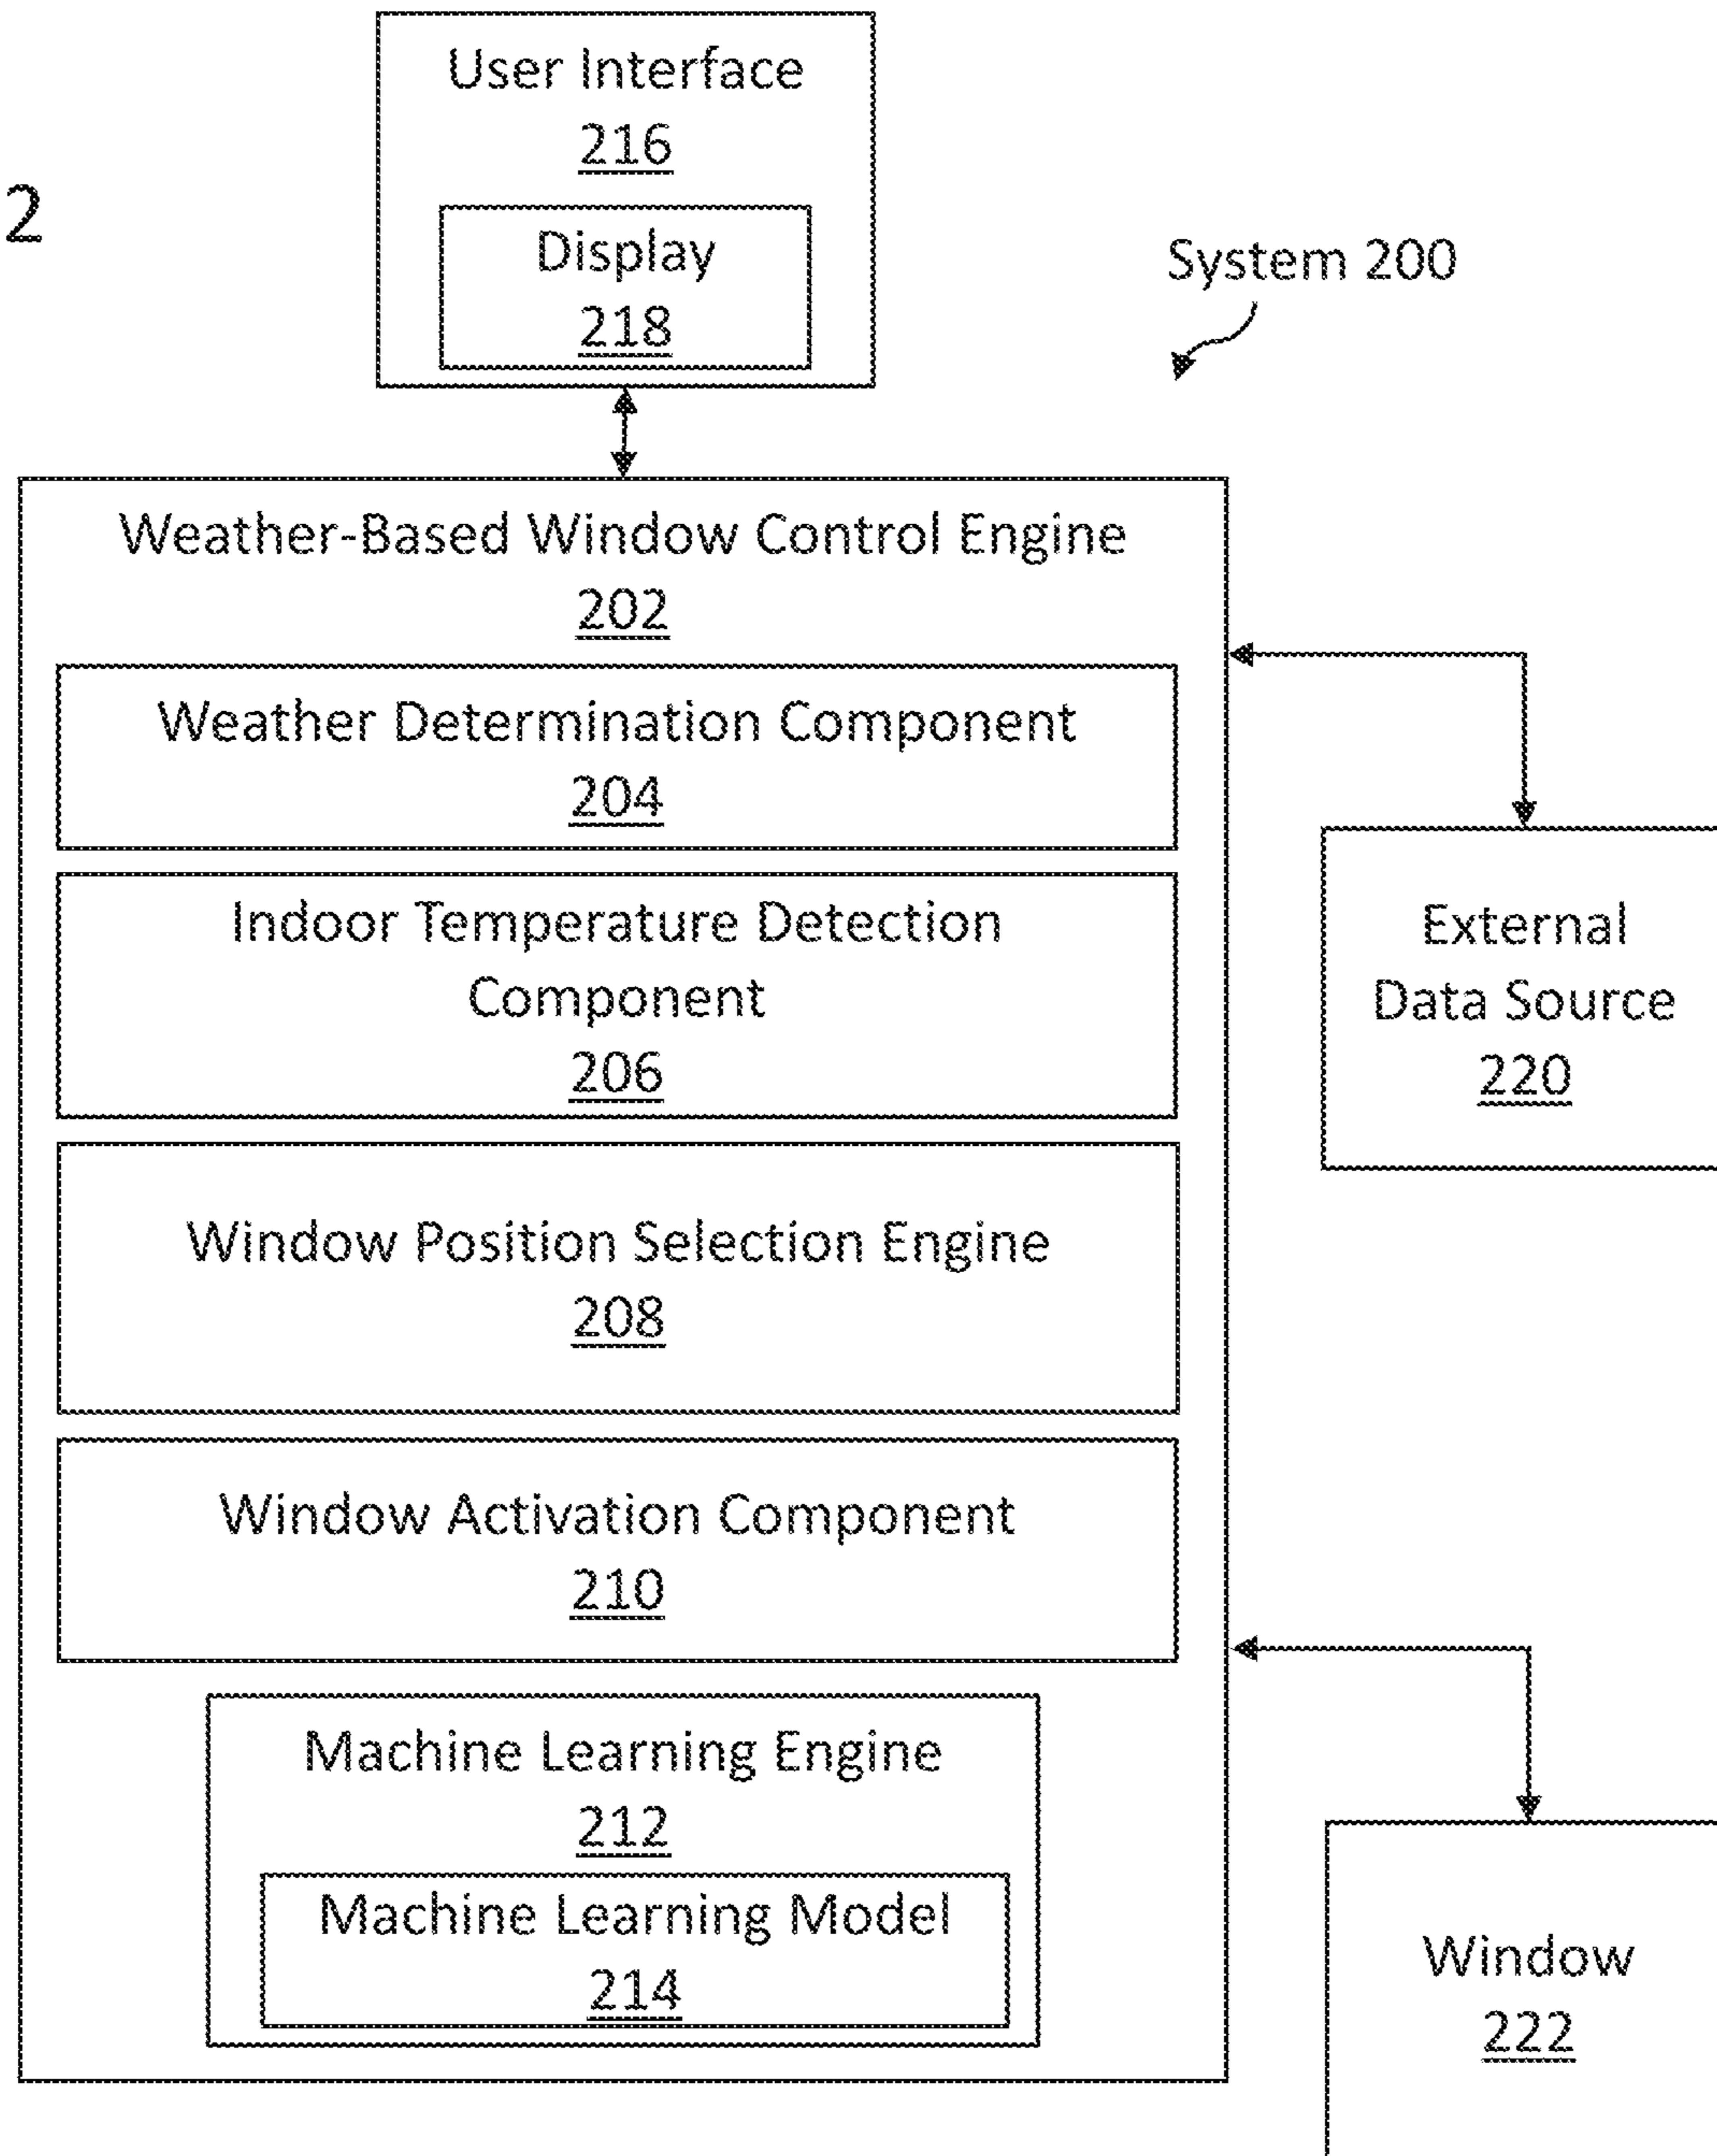 User Interface
216
2
Display
218
System 200
Weather-Based Window Control Engine
202
Weather Determination Component
204
Indoor Temperature Detection
Component
206
External
Data Source
220
Window Position Selection Engine
208
Window Activation Component
210
Machine Learning Engine
212
Machine Learning Model
214
Window
222